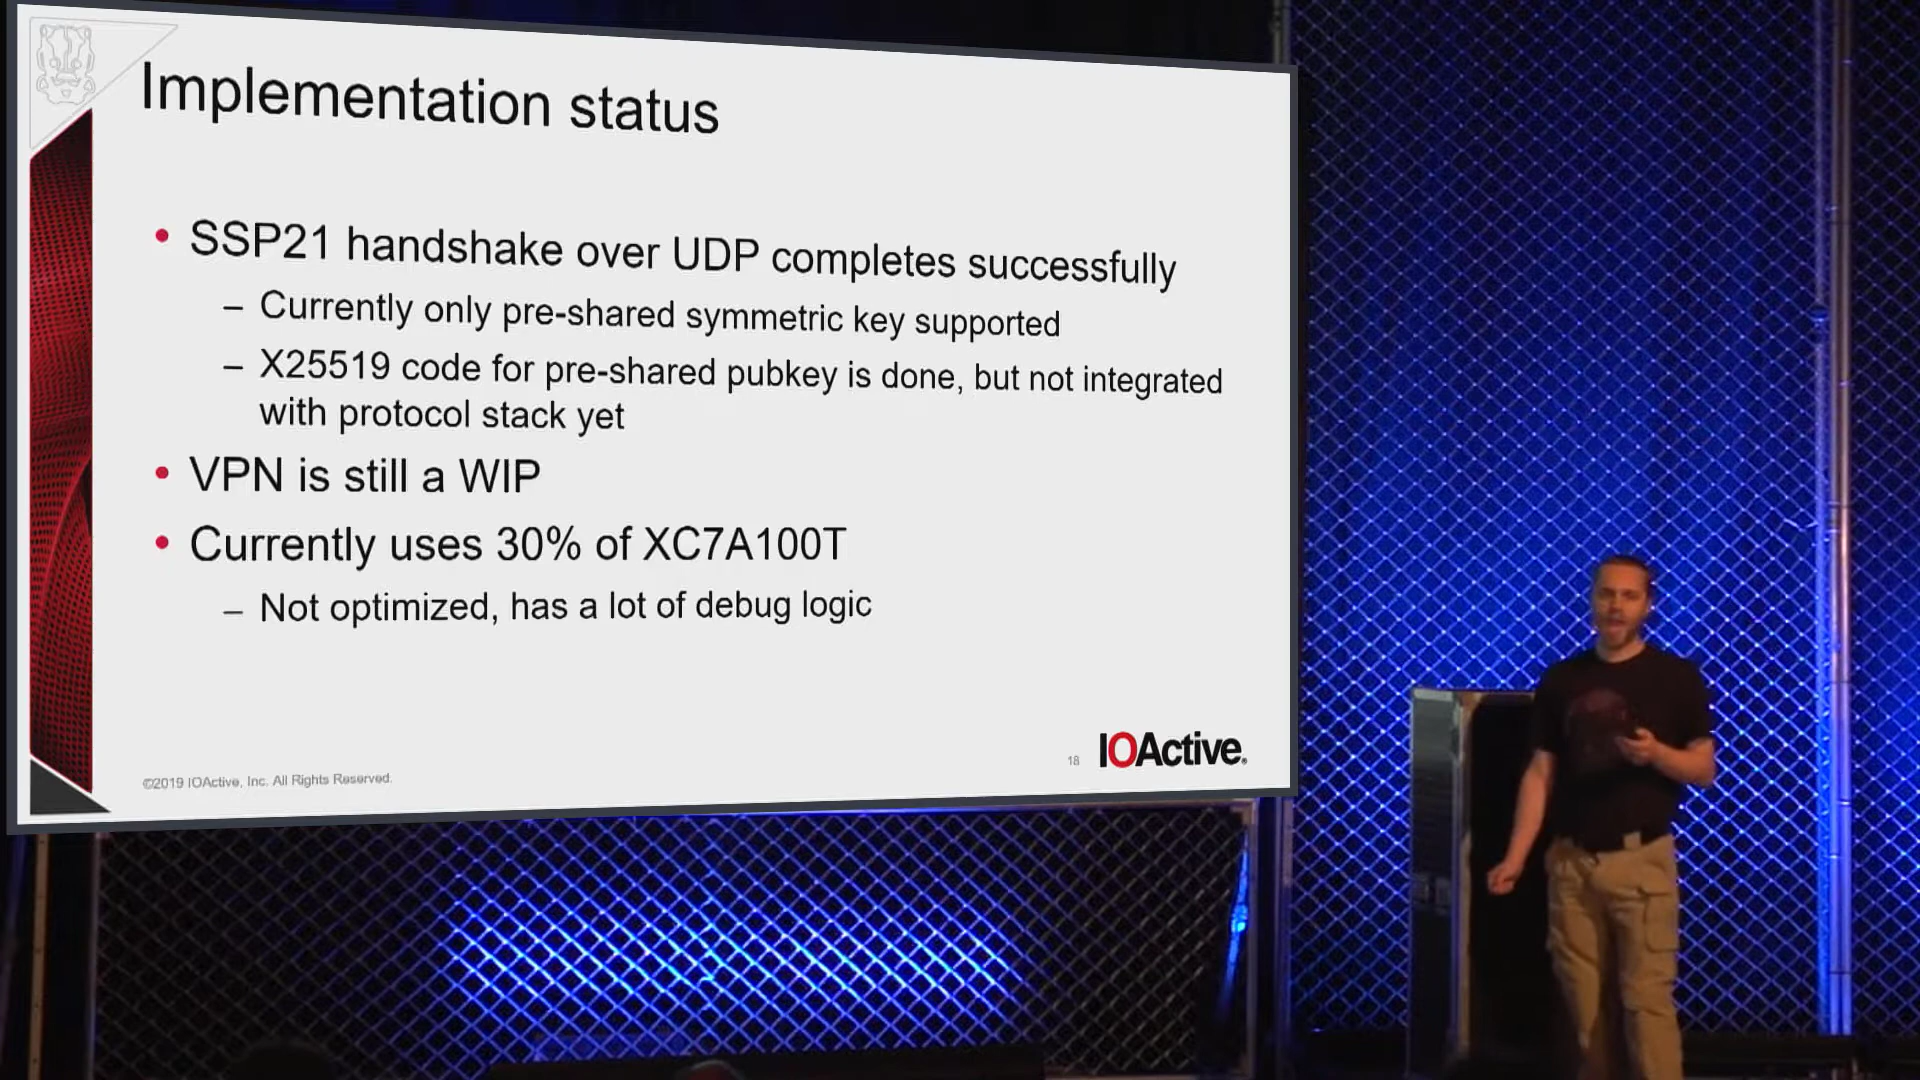 Implementation status
• SSP21 handshake over UDP completes successfully
– Currently only pre-shared symmetric key supported
– X25519 code for pre-shared pubkey is done, but not integrated
with protocol stack yet
• VPN is still a WIP
• Currently uses 30% of XC7A100T
– Not optimized, has a lot of debug logic
18
IOActive.
©2019 IOActive, Inc. All Rights Reserved.